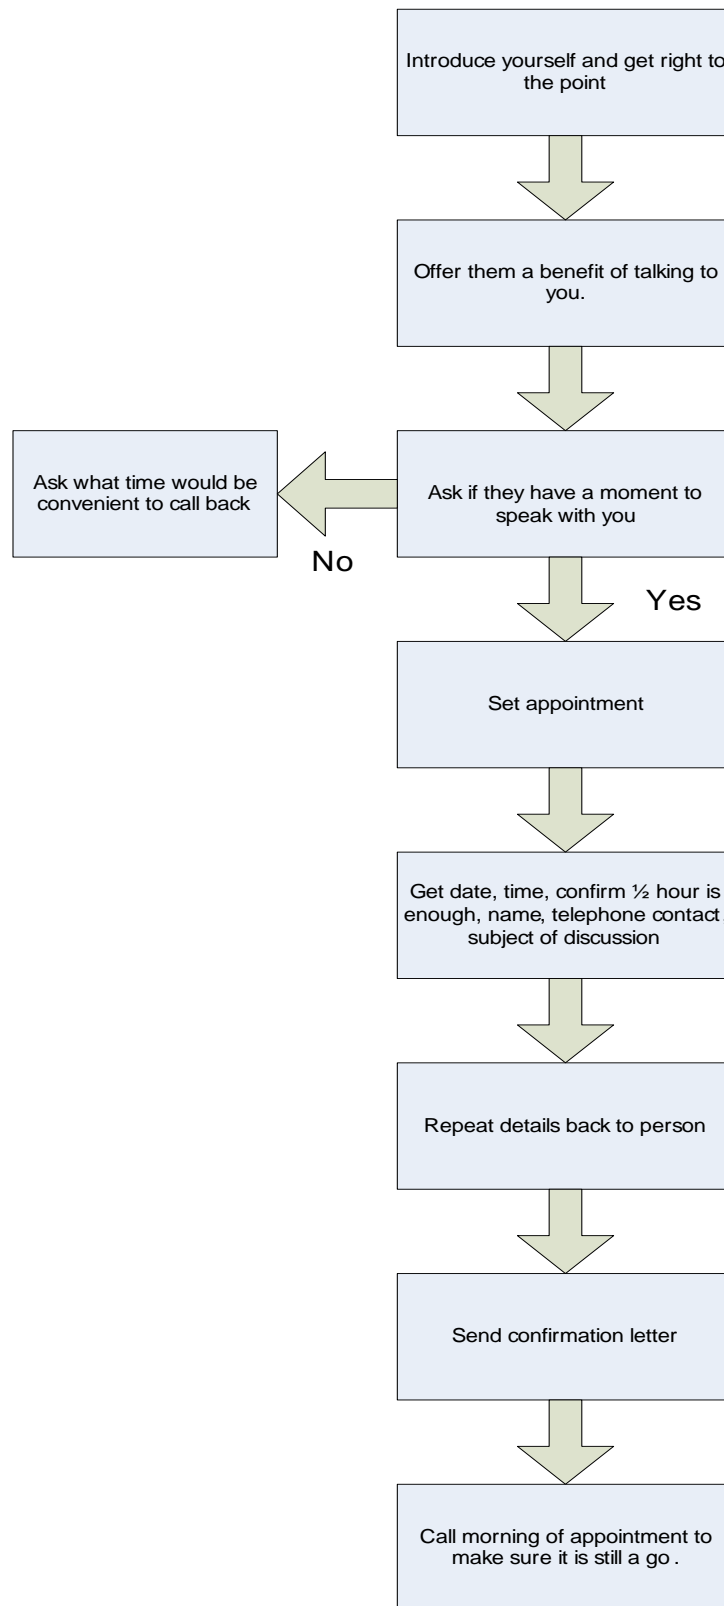 Introduce yourself and get right to
the point
Offer them a benefit of talking to
you.
Ask what time would be
convenient to call back
Ask if they have a moment to
speak with you
No
Yes
Set appointment
Get date, time, confirm ½ hour is
enough, name, telephone contact,
subject of discussion
Repeat details back to person
Send confirmation letter
Call morning of appointment to
make sure it is still a go .